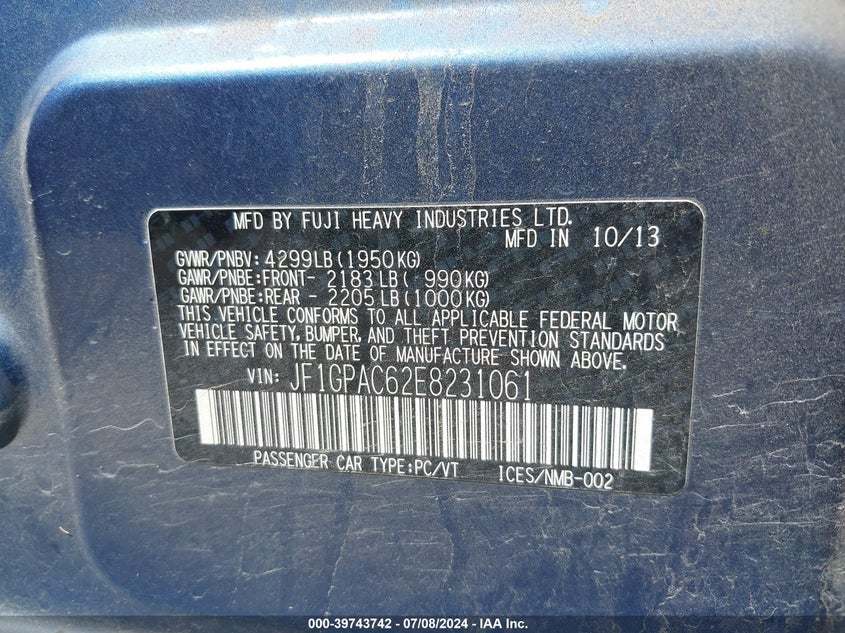 MFD BY FUJI HEAVY INDUSTRIES LTD.
MFD IN 10/13
GVWR/PNBV: 4299LB (1950KG)
GAWR/PNBE:FRONT- 2183LB ( 990KG)
GAWR/PNBE:REAR - 2205LB (1000KG)
THIS VEHICLE CONFORMS TO ALL APPLICABLE FEDERAL MOTOR
VEHICLE SAFETY, BUMPER, AND THEFT PREVENTION STANDARDS
IN EFFECT ON THE DATE OF MANUFACTURE SHOWN ABOVE.
VIN: JF1GPAC62E8231061
PASSENGER CAR TYPE:PC/VT ICES/NMB-002
000-39743742 - 07/08/2024 - IAA Inc.